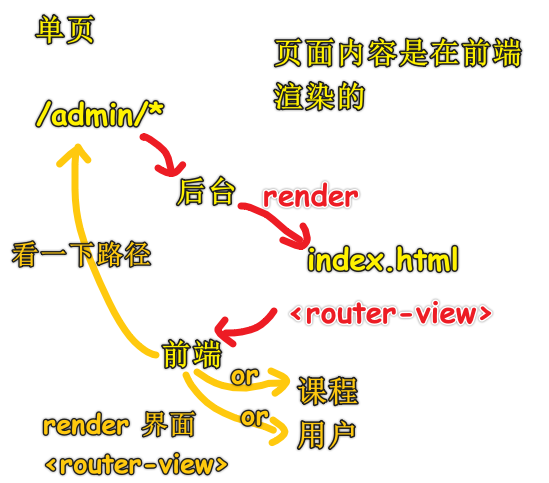 单页
页面内容是在前端
渲染的
/admin/*
后台
render
index.html
看一下路径
<router-view>
前端
or
课程
or
用户
render 界面
<router-view>